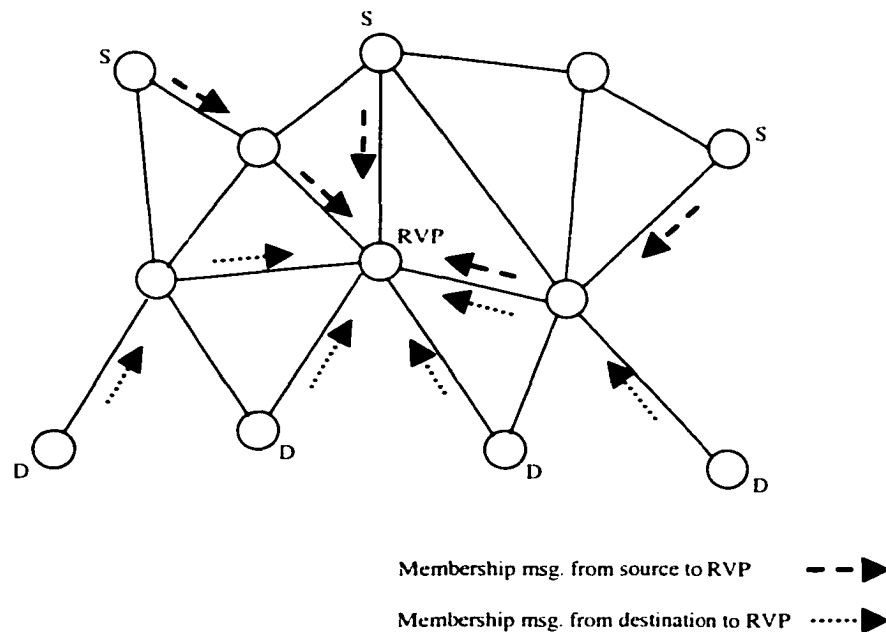 S
S
S
RVP
D
D
D
D
Membership msg. from source to RVP
Membership msg. from destination to RVP